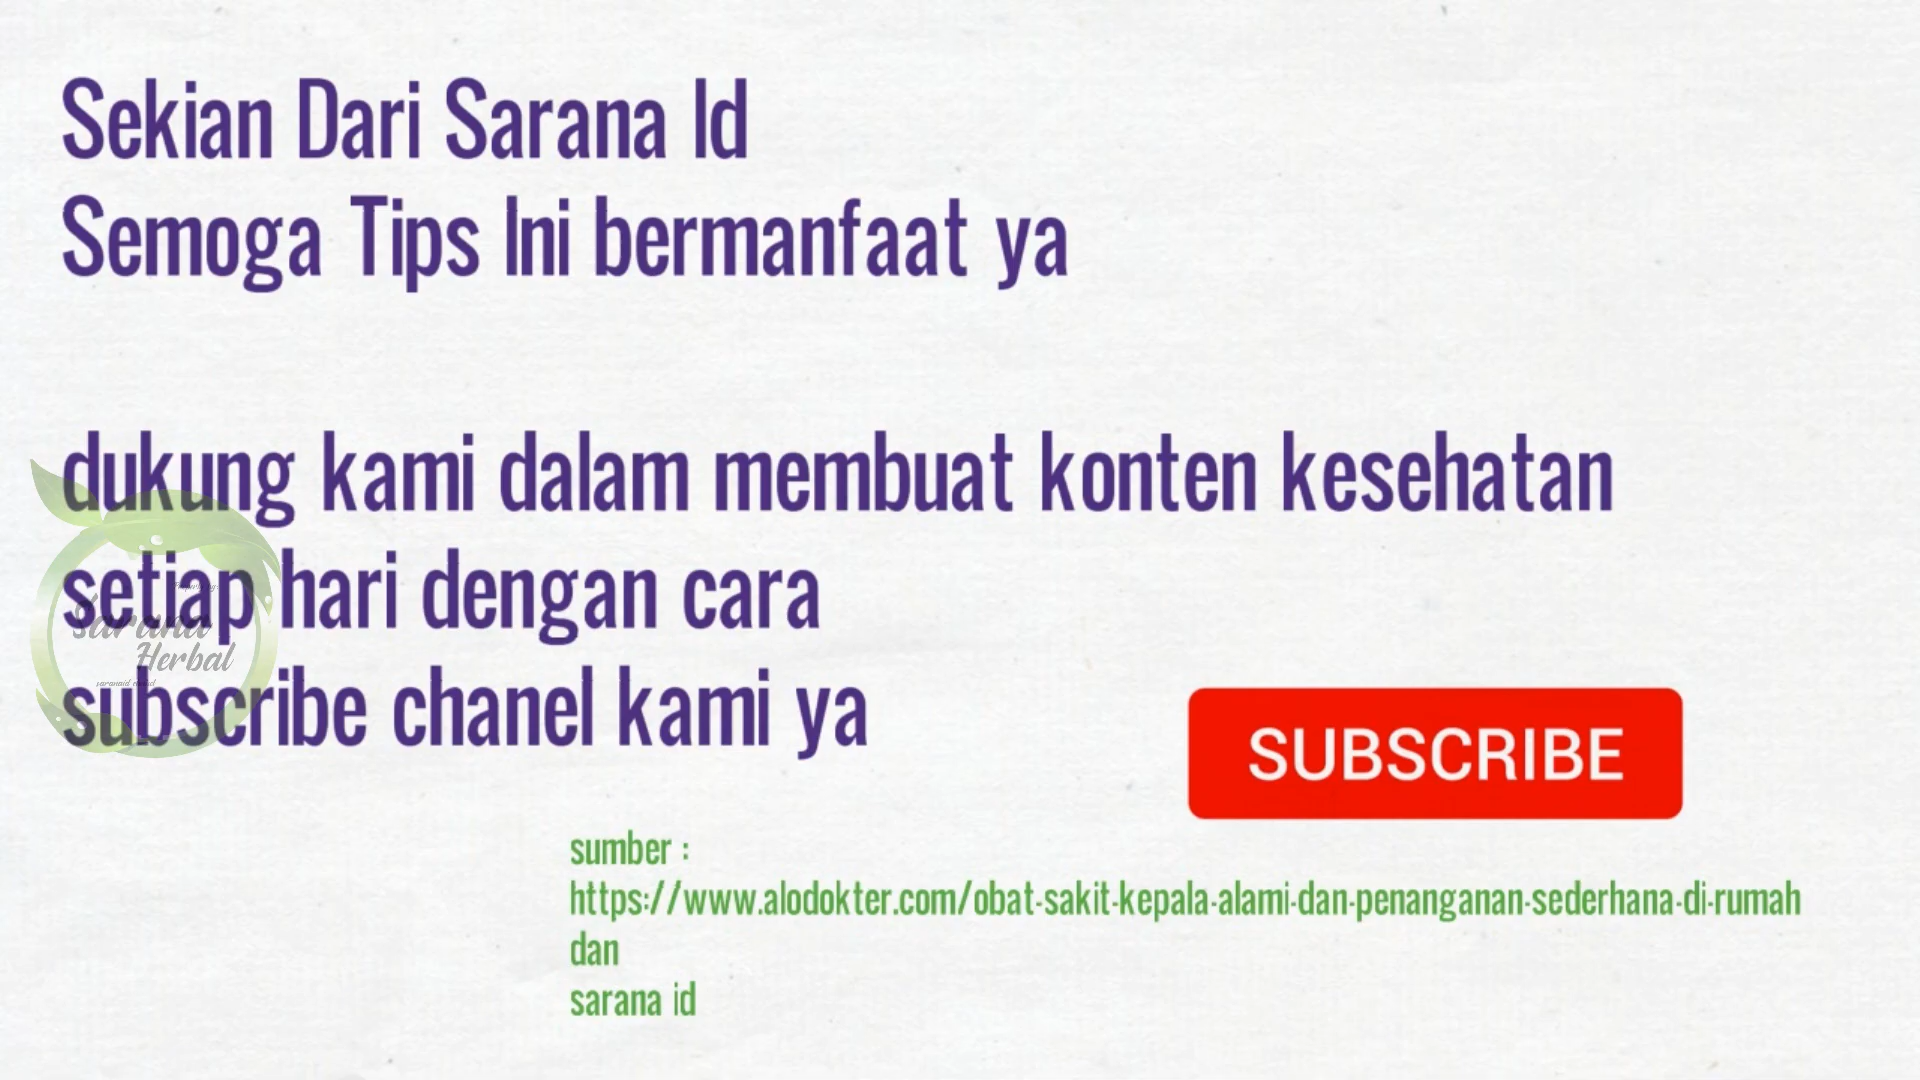 Sekian Dari Sarana Id
Semoga Tips Ini bermanfaat ya
dukung kami dalam membuat konten kesehatan
setiap hari dengan cara
subscribe chanel kami ya
Sarana
Herbal
SUBSCRIBE
sumber :
https://www.alodokter.com/obat-sakit-kepala-alami-dan-penanganan-sederhana-di-rumah
dan
sarana id